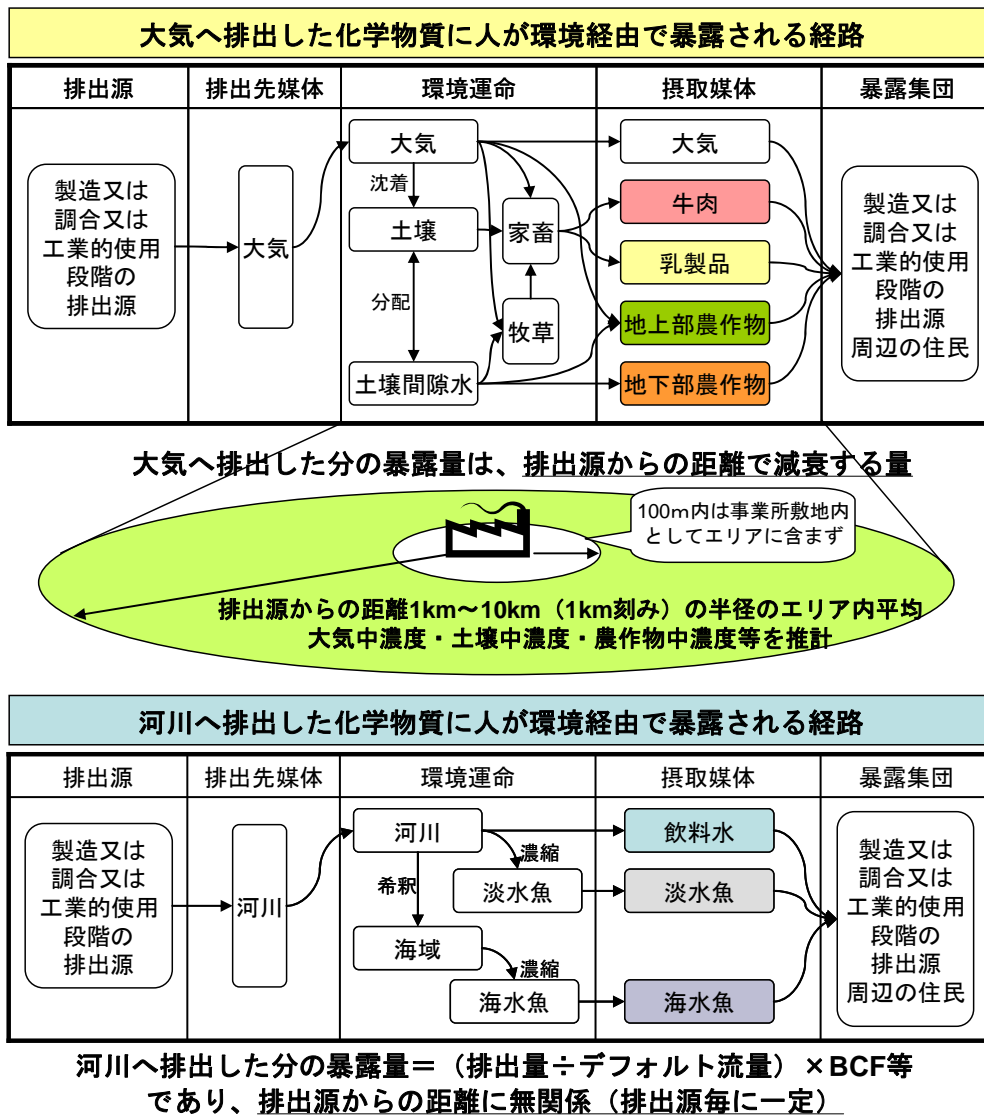 大気へ排出した化学物質に人が環境経由で暴露される経路
排出源
排出先媒体
環境運命
摂取媒体
暴露集団
製造又は
調合又は
工業的使用
段階の
排出源
大気
大気
沈着
土壌
分配
土壌間隙水
家畜
牧草
大気
牛肉
乳製品
地上部農作物
地下部農作物
製造又は
調合又は
工業的使用
段階の
排出源
周辺の住民
大気へ排出した分の暴露量は、排出源からの距離で減衰する量
100m内は事業所敷地内
としてエリアに含まず
排出源からの距離1km～10km（1km刻み）の半径のエリア内平均
大気中濃度・土壌中濃度・農作物中濃度等を推計
河川へ排出した化学物質に人が環境経由で暴露される経路
排出源
排出先媒体
環境運命
摂取媒体
暴露集団
製造又は
調合又は
工業的使用
段階の
排出源
河川
河川
濃縮
希釈
淡水魚
海域
濃縮
海水魚
飲料水
淡水魚
海水魚
製造又は
調合又は
工業的使用
段階の
排出源
周辺の住民
河川へ排出した分の暴露量＝（排出量÷デフォルト流量）×BCF等
であり、排出源からの距離に無関係（排出源毎に一定）